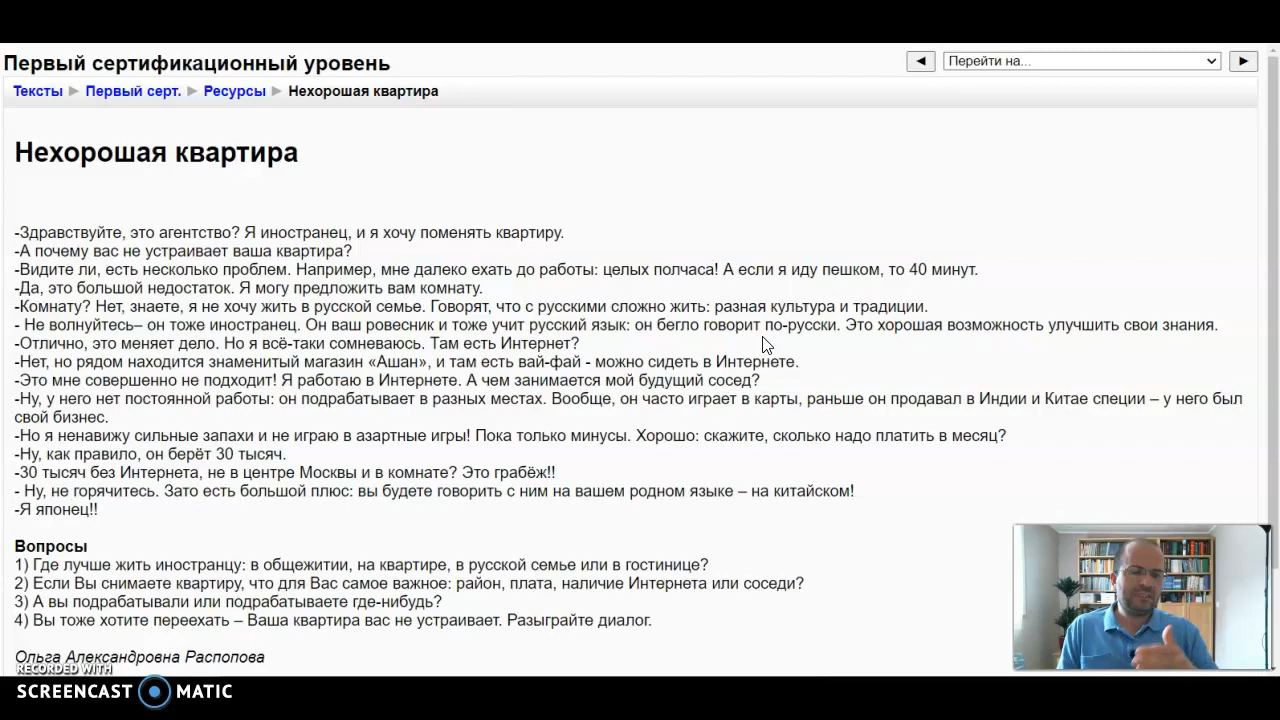 Первый сертификационный уровень
◄ Перейти на... ►
Тексты ► Первый серт. ► Ресурсы ► Нехорошая квартира
Нехорошая квартира
-Здравствуйте, это агентство? Я иностранец, и я хочу поменять квартиру.
-А почему вас не устраивает ваша квартира?
-Видите ли, есть несколько проблем. Например, мне далеко ехать до работы: целых полчаса! А если я иду пешком, то 40 минут.
-Да, это большой недостаток. Я могу предложить вам комнату.
-Комнату? Нет, знаете, я не хочу жить в русской семье. Говорят, что с русскими сложно жить: разная культура и традиции.
- Не волнуйтесь– он тоже иностранец. Он ваш ровесник и тоже учит русский язык: он бегло говорит по-русски. Это хорошая возможность улучшить свои знания.
-Отлично, это меняет дело. Но я всё-таки сомневаюсь. Там есть Интернет?
-Нет, но рядом находится знаменитый магазин «Ашан», и там есть вай-фай - можно сидеть в Интернете.
-Это мне совершенно не подходит! Я работаю в Интернете. А чем занимается мой будущий сосед?
-Ну, у него нет постоянной работы: он подрабатывает в разных местах. Вообще, он часто играет в карты, раньше он продавал в Индии и Китае специи – у него был
свой бизнес.
-Но я ненавижу сильные запахи и не играю в азартные игры! Пока только минусы. Хорошо: скажите, сколько надо платить в месяц?
-Ну, как правило, он берёт 30 тысяч.
-30 тысяч без Интернета, не в центре Москвы и в комнате? Это грабёж!!
- Ну, не горячитесь. Зато есть большой плюс: вы будете говорить с ним на вашем родном языке – на китайском!
-Я японец!!
Вопросы
1) Где лучше жить иностранцу: в общежитии, на квартире, в русской семье или в гостинице?
2) Если Вы снимаете квартиру, что для Вас самое важное: район, плата, наличие Интернета или соседи?
3) А вы подрабатывали или подрабатываете где-нибудь?
4) Вы тоже хотите переехать – Ваша квартира вас не устраивает. Разыграйте диалог.
Ольга Александровна Распопова
RECORDED WITH
SCREENCAST MATIC